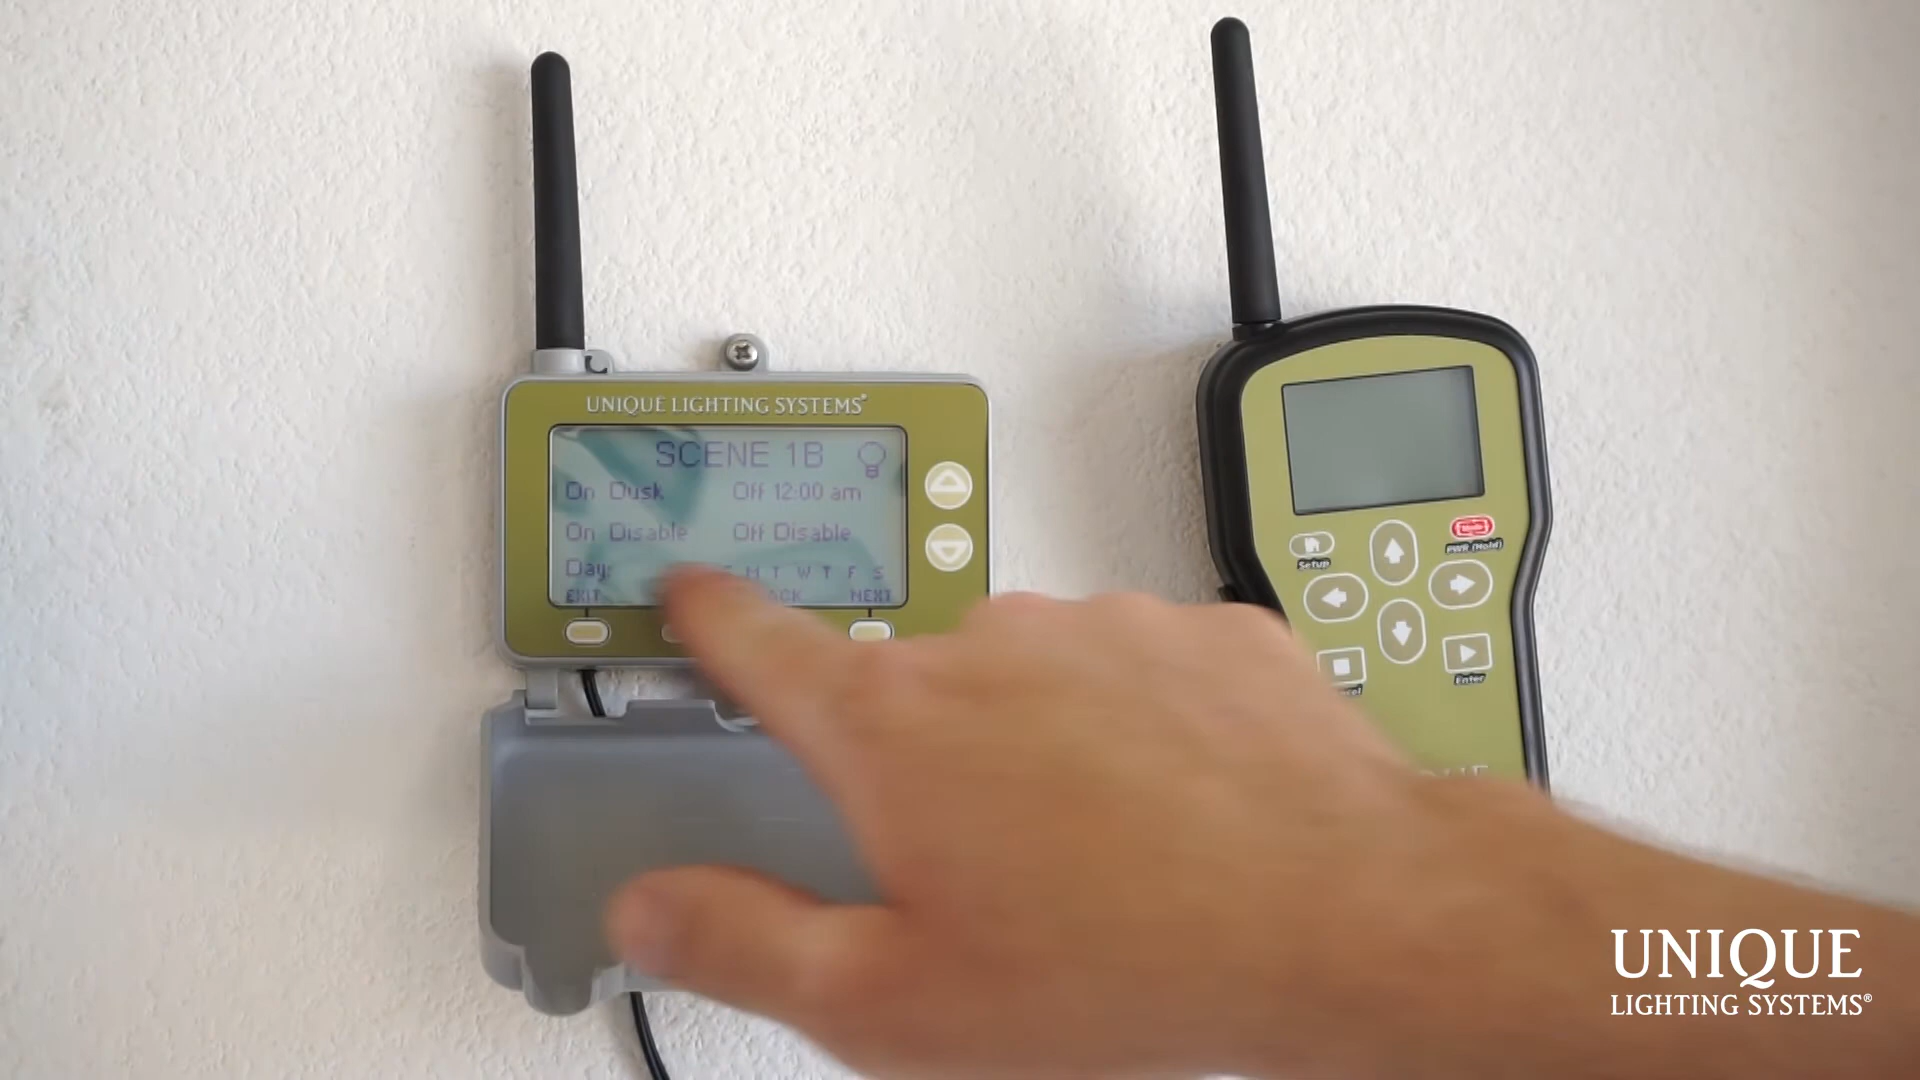 UNIQUE LIGHTING SYSTEMS®
SCENE 1B
On Dusk Off 12:00 am
On Disable Off Disable
Day: M T W T F S
EXIT NEXT
Setup
PWR (Hold)
Enter
UNIQUE
LIGHTING SYSTEMS®